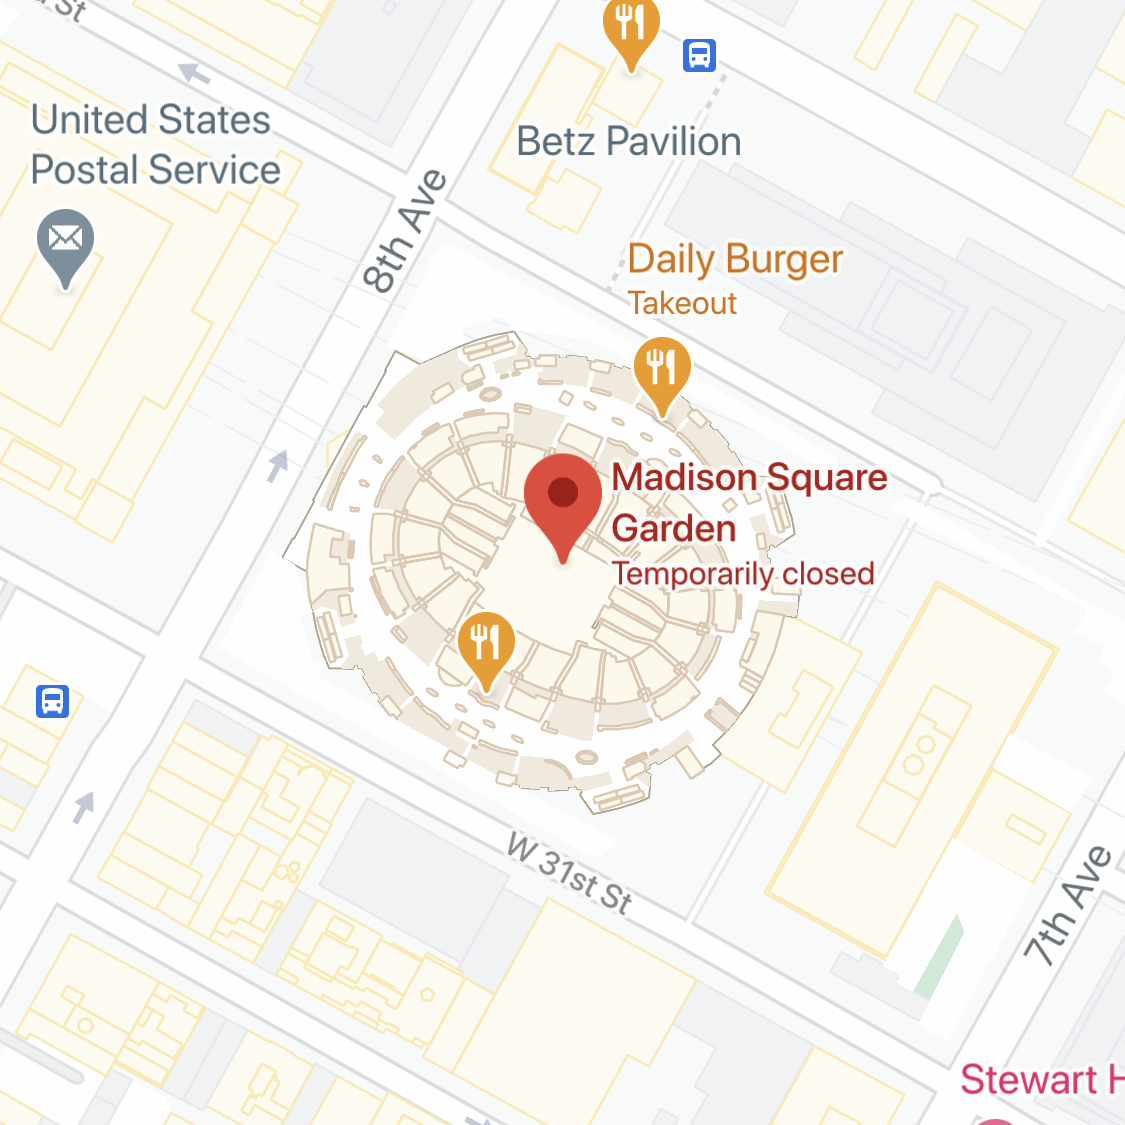 d St
United States
Postal Service
8th Ave
Betz Pavilion
Daily Burger
Takeout
Madison Square
Garden
Temporarily closed
W 31st St
7th Ave
Stewart H